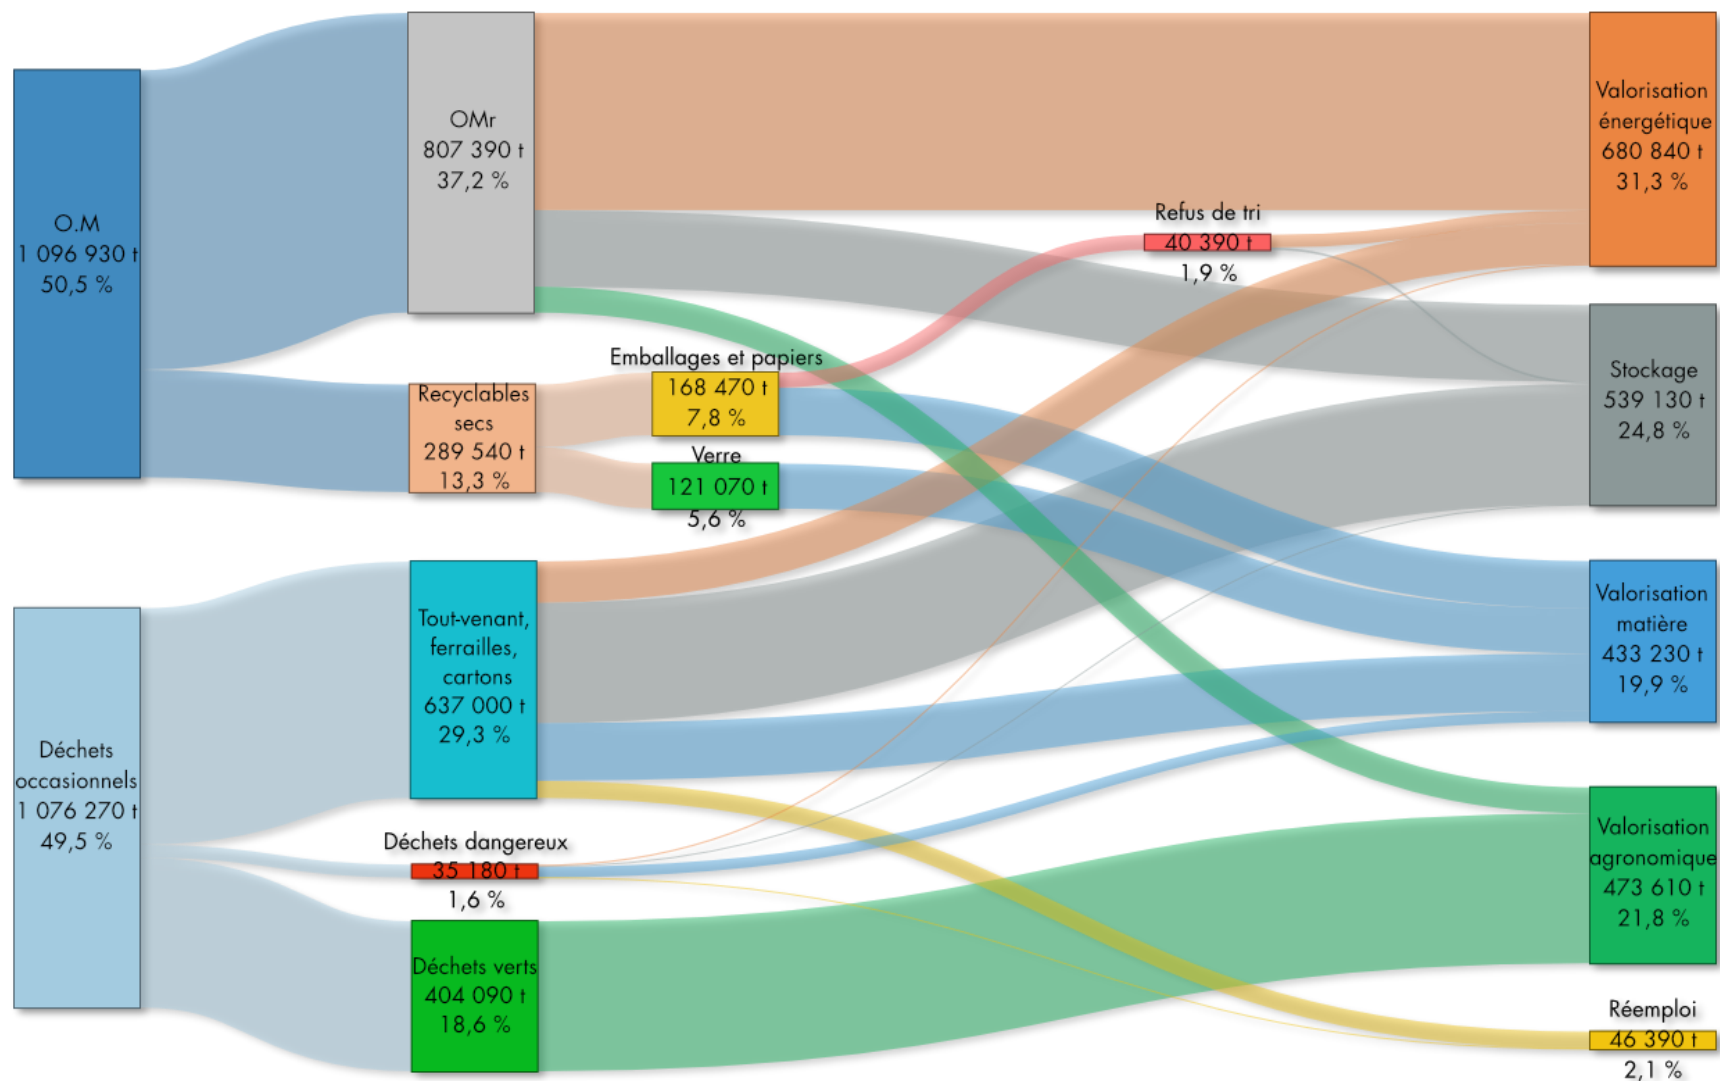 O.M
1 096 930 t
50,5 %
Déchets
occasionnels
1 076 270 t
49,5 %
OMr
807 390 t
37,2 %
Recyclables
secs
289 540 t
13,3 %
Tout-venant,
ferrailles,
cartons
637 000 t
29,3 %
Déchets dangereux
35 180 t
1,6 %
Déchets verts
404 090 t
18,6 %
Emballages et papiers
168 470 t
7,8 %
Verre
121 070 t
5,6 %
Refus de tri
40 390 t
1,9 %
Valorisation
énergétique
680 840 t
31,3 %
Stockage
539 130 t
24,8 %
Valorisation
matière
433 230 t
19,9 %
Valorisation
agronomique
473 610 t
21,8 %
Réemploi
46 390 t
2,1 %